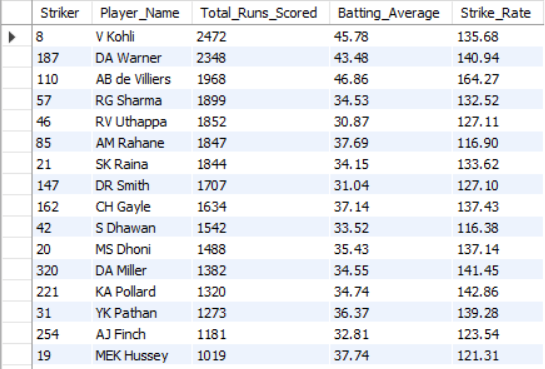 Striker Player_Name Total_Runs_Scored Batting_Average Strike_Rate
8 V Kohli 2472 45.78 135.68
187 DA Warner 2348 43.48 140.94
110 AB de Villiers 1968 46.86 164.27
57 RG Sharma 1899 34.53 132.52
46 RV Uthappa 1852 30.87 127.11
85 AM Rahane 1847 37.69 116.90
21 SK Raina 1844 34.15 133.62
147 DR Smith 1707 31.04 127.10
162 CH Gayle 1634 37.14 137.43
42 S Dhawan 1542 33.52 116.38
20 MS Dhoni 1488 35.43 137.14
320 DA Miller 1382 34.55 141.45
221 KA Pollard 1320 34.74 142.86
31 YK Pathan 1273 36.37 139.28
254 AJ Finch 1181 32.81 123.54
19 MEK Hussey 1019 37.74 121.31